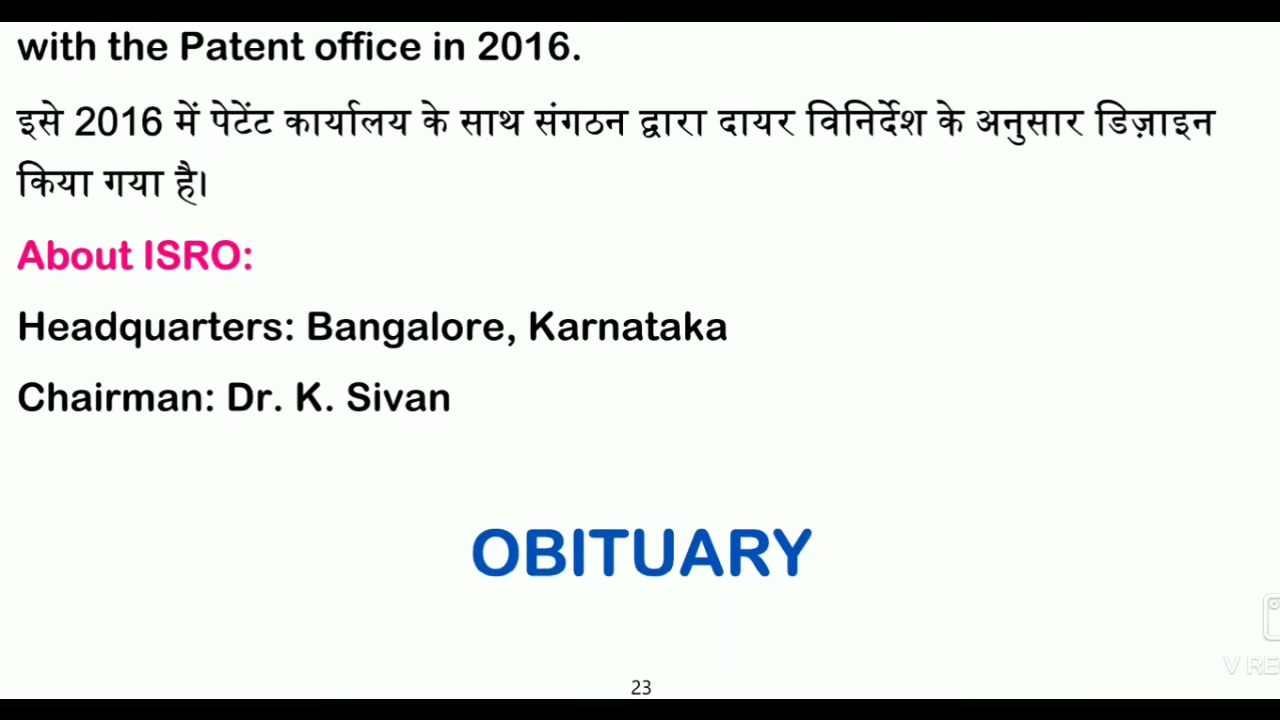 with the Patent office in 2016.
इसे 2016 में पेटेंट कार्यालय के साथ संगठन द्वारा दायर विनिर्देश के अनुसार डिज़ाइन
किया गया है।
About ISRO:
Headquarters: Bangalore, Karnataka
Chairman: Dr. K. Sivan
OBITUARY
V RE
23